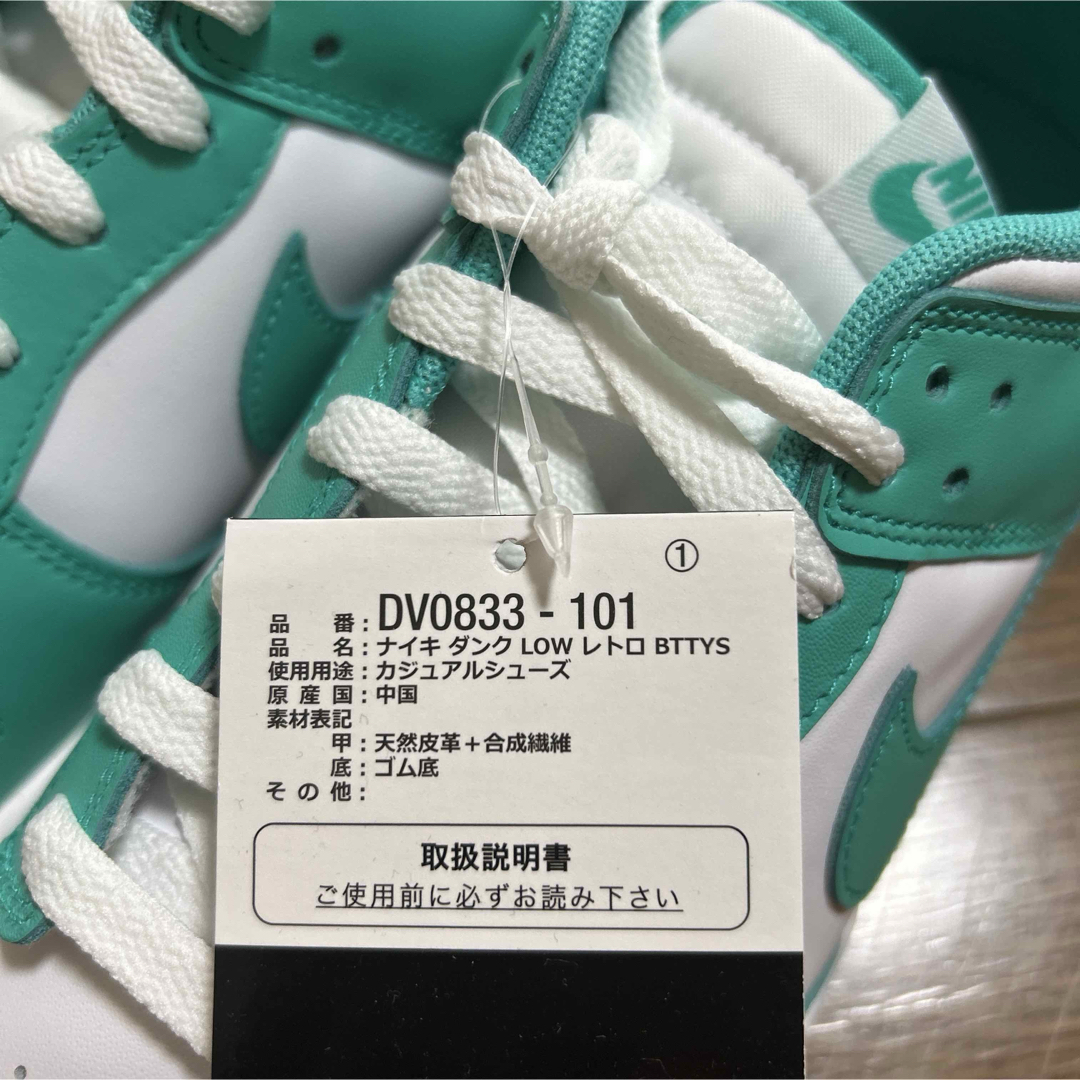 ①
品 番 : DV0833 - 101
品 名 : ナイキ ダンク LOW レトロ BTTYS
使用用途 : カジュアルシューズ
原 産 国 : 中国
素材表記
甲 : 天然皮革＋合成繊維
底 : ゴム底
そ の 他 :
取扱説明書
ご使用前に必ずお読み下さい